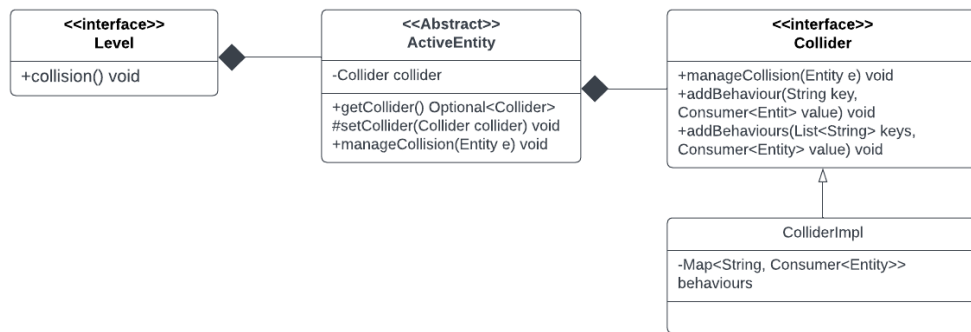 <<interface>>
Level
+collision() void
<<Abstract>>
ActiveEntity
-Collider collider
+getCollider() Optional<Collider>
#setCollider(Collider collider) void
+manageCollision(Entity e) void
<<interface>>
Collider
+manageCollision(Entity e) void
+addBehaviour(String key,
Consumer<Entit> value) void
+addBehaviours(List<String> keys,
Consumer<Entity> value) void
ColliderImpl
-Map<String, Consumer<Entity>>
behaviours